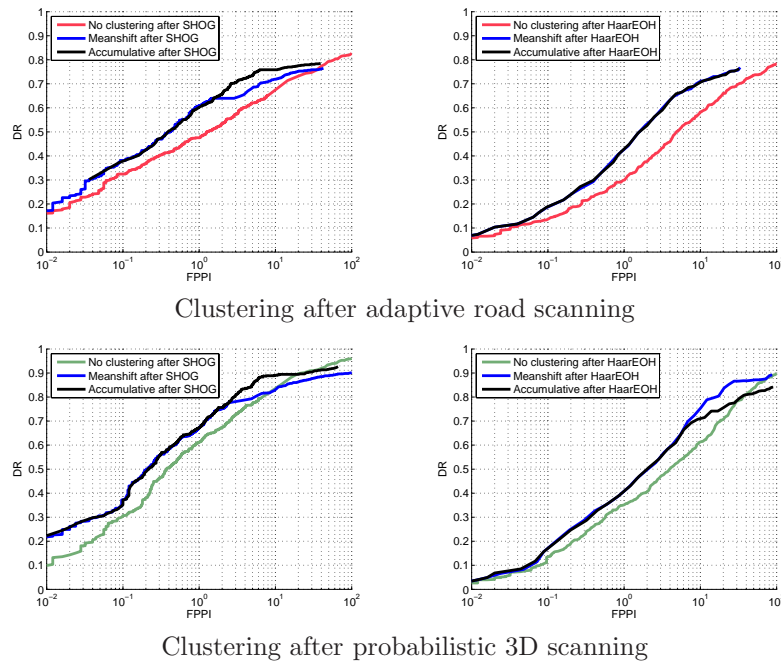 No clustering after SHOG
Meanshift after SHOG
Accumulative after SHOG
1
0.9
0.8
0.7
0.6
0.5
0.4
0.3
0.2
0.1
0
DR
10^-2
10^-1
10^0
10^1
10^2
FPPI
No clustering after HaarEOH
Meanshift after HaarEOH
Accumulative after HaarEOH
1
0.9
0.8
0.7
0.6
0.5
0.4
0.3
0.2
0.1
0
DR
10^-2
10^-1
10^0
10^1
10
FPPI
Clustering after adaptive road scanning
No clustering after SHOG
Meanshift after SHOG
Accumulative after SHOG
1
0.9
0.8
0.7
0.6
0.5
0.4
0.3
0.2
0.1
0
DR
10^-2
10^-1
10^0
10^1
10^2
FPPI
No clustering after HaarEOH
Meanshift after HaarEOH
Accumulative after HaarEOH
1
0.9
0.8
0.7
0.6
0.5
0.4
0.3
0.2
0.1
0
DR
10^-2
10^-1
10^0
10^1
10
FPPI
Clustering after probabilistic 3D scanning